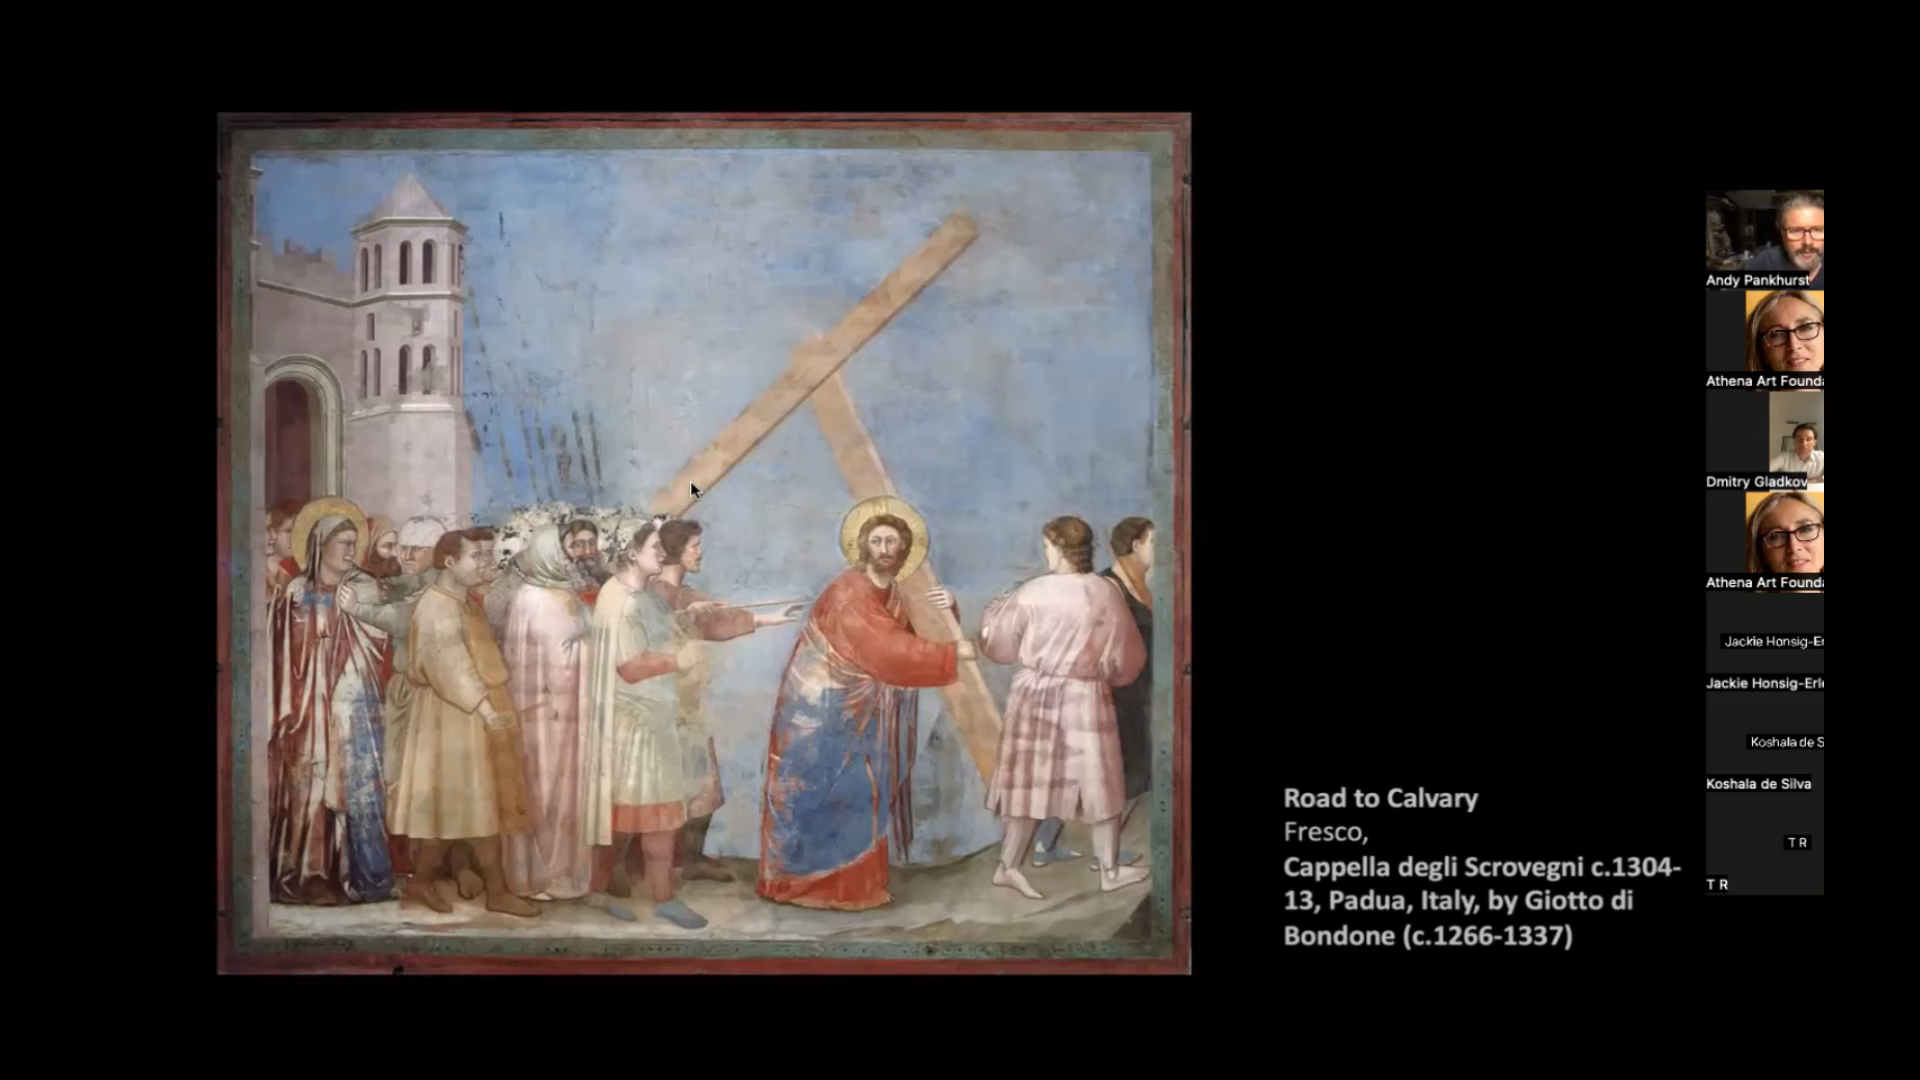 Road to Calvary
Fresco,
Cappella degli Scrovegni c.1304-
13, Padua, Italy, by Giotto di
Bondone (c.1266-1337)
Andy Pankhurst
Athena Art Founda
Dmitry Gladkov
Athena Art Founda
Jackie Honsig-Er
Jackie Honsig-Erl
Koshala de S
Koshala de Silva
T R
T R